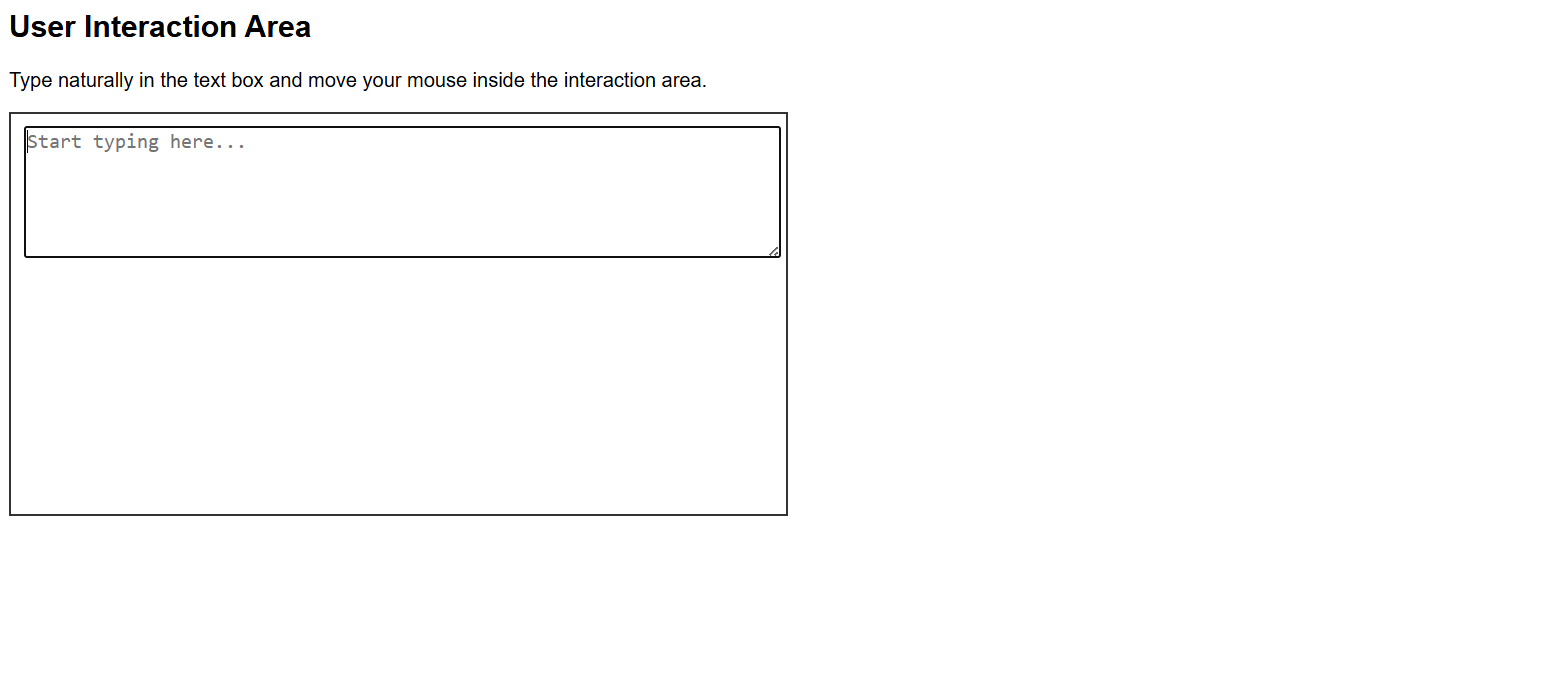 User Interaction Area
Type naturally in the text box and move your mouse inside the interaction area.
Start typing here...